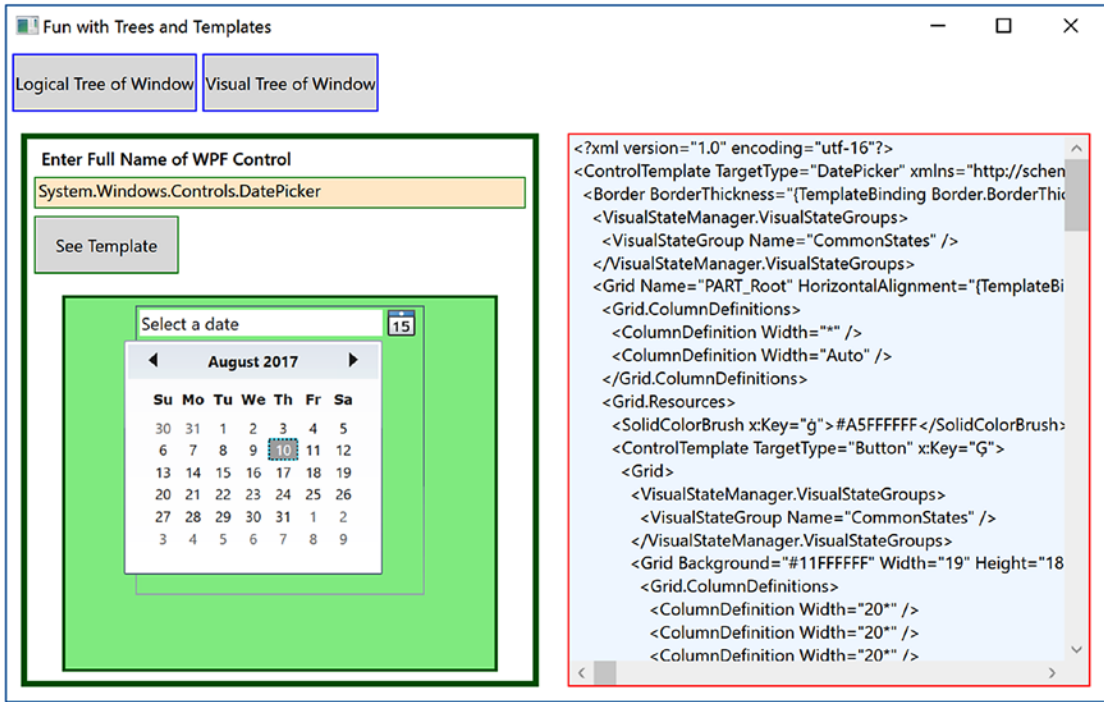 Fun with Trees and Templates
Logical Tree of Window Visual Tree of Window
Enter Full Name of WPF Control
System.Windows.Controls.DatePicker
See Template
Select a date 15
August 2017
Su Mo Tu We Th Fr Sa
30 31 1 2 3 4 5
6 7 8 9 10 11 12
13 14 15 16 17 18 19
20 21 22 23 24 25 26
27 28 29 30 31 1 2
3 4 5 6 7 8 9
<?xml version="1.0" encoding="utf-16"?>
<ControlTemplate TargetType="DatePicker" xmlns="http://schem
<Border BorderThickness="{TemplateBinding Border.BorderThic
<VisualStateManager.VisualStateGroups>
<VisualStateGroup Name="CommonStates" />
</VisualStateManager.VisualStateGroups>
<Grid Name="PART_Root" HorizontalAlignment="{TemplateBi
<Grid.ColumnDefinitions>
<ColumnDefinition Width="*" />
<ColumnDefinition Width="Auto" />
</Grid.ColumnDefinitions>
<Grid.Resources>
<SolidColorBrush x:Key="ġ">#A5FFFFFF</SolidColorBrush>
<ControlTemplate TargetType="Button" x:Key="Ģ">
<Grid>
<VisualStateManager.VisualStateGroups>
<VisualStateGroup Name="CommonStates" />
</VisualStateManager.VisualStateGroups>
<Grid Background="#11FFFFFF" Width="19" Height="18
<Grid.ColumnDefinitions>
<ColumnDefinition Width="20*" />
<ColumnDefinition Width="20*" />
<ColumnDefinition Width="20*" />